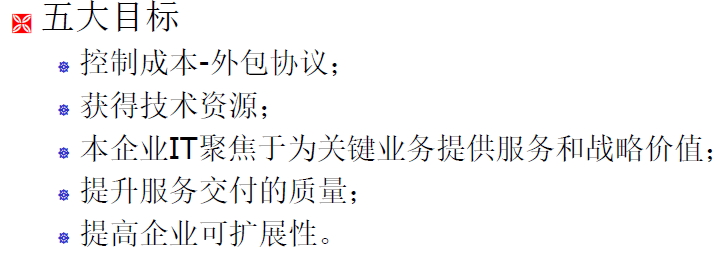 五大目标
控制成本-外包协议；
获得技术资源；
本企业IT聚焦于为关键业务提供服务和战略价值；
提升服务交付的质量；
提高企业可扩展性。